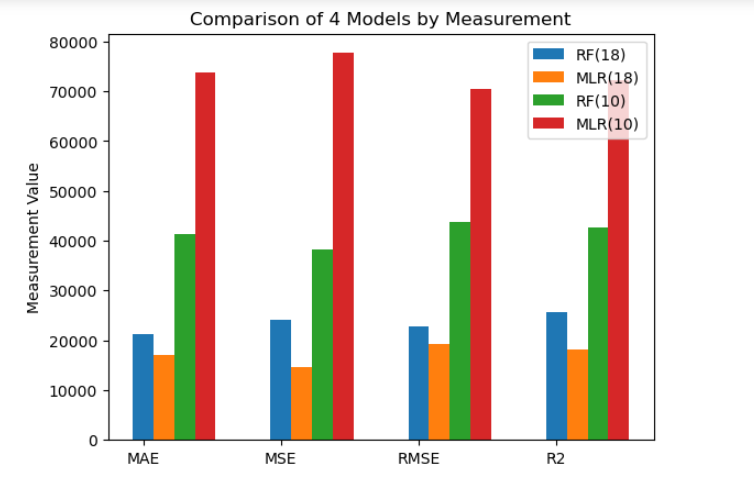 Comparison of 4 Models by Measurement
80000
70000
60000
50000
40000
30000
20000
10000
0
Measurement Value
RF(18)
MLR(18)
RF(10)
MLR(10)
MAE
MSE
RMSE
R2